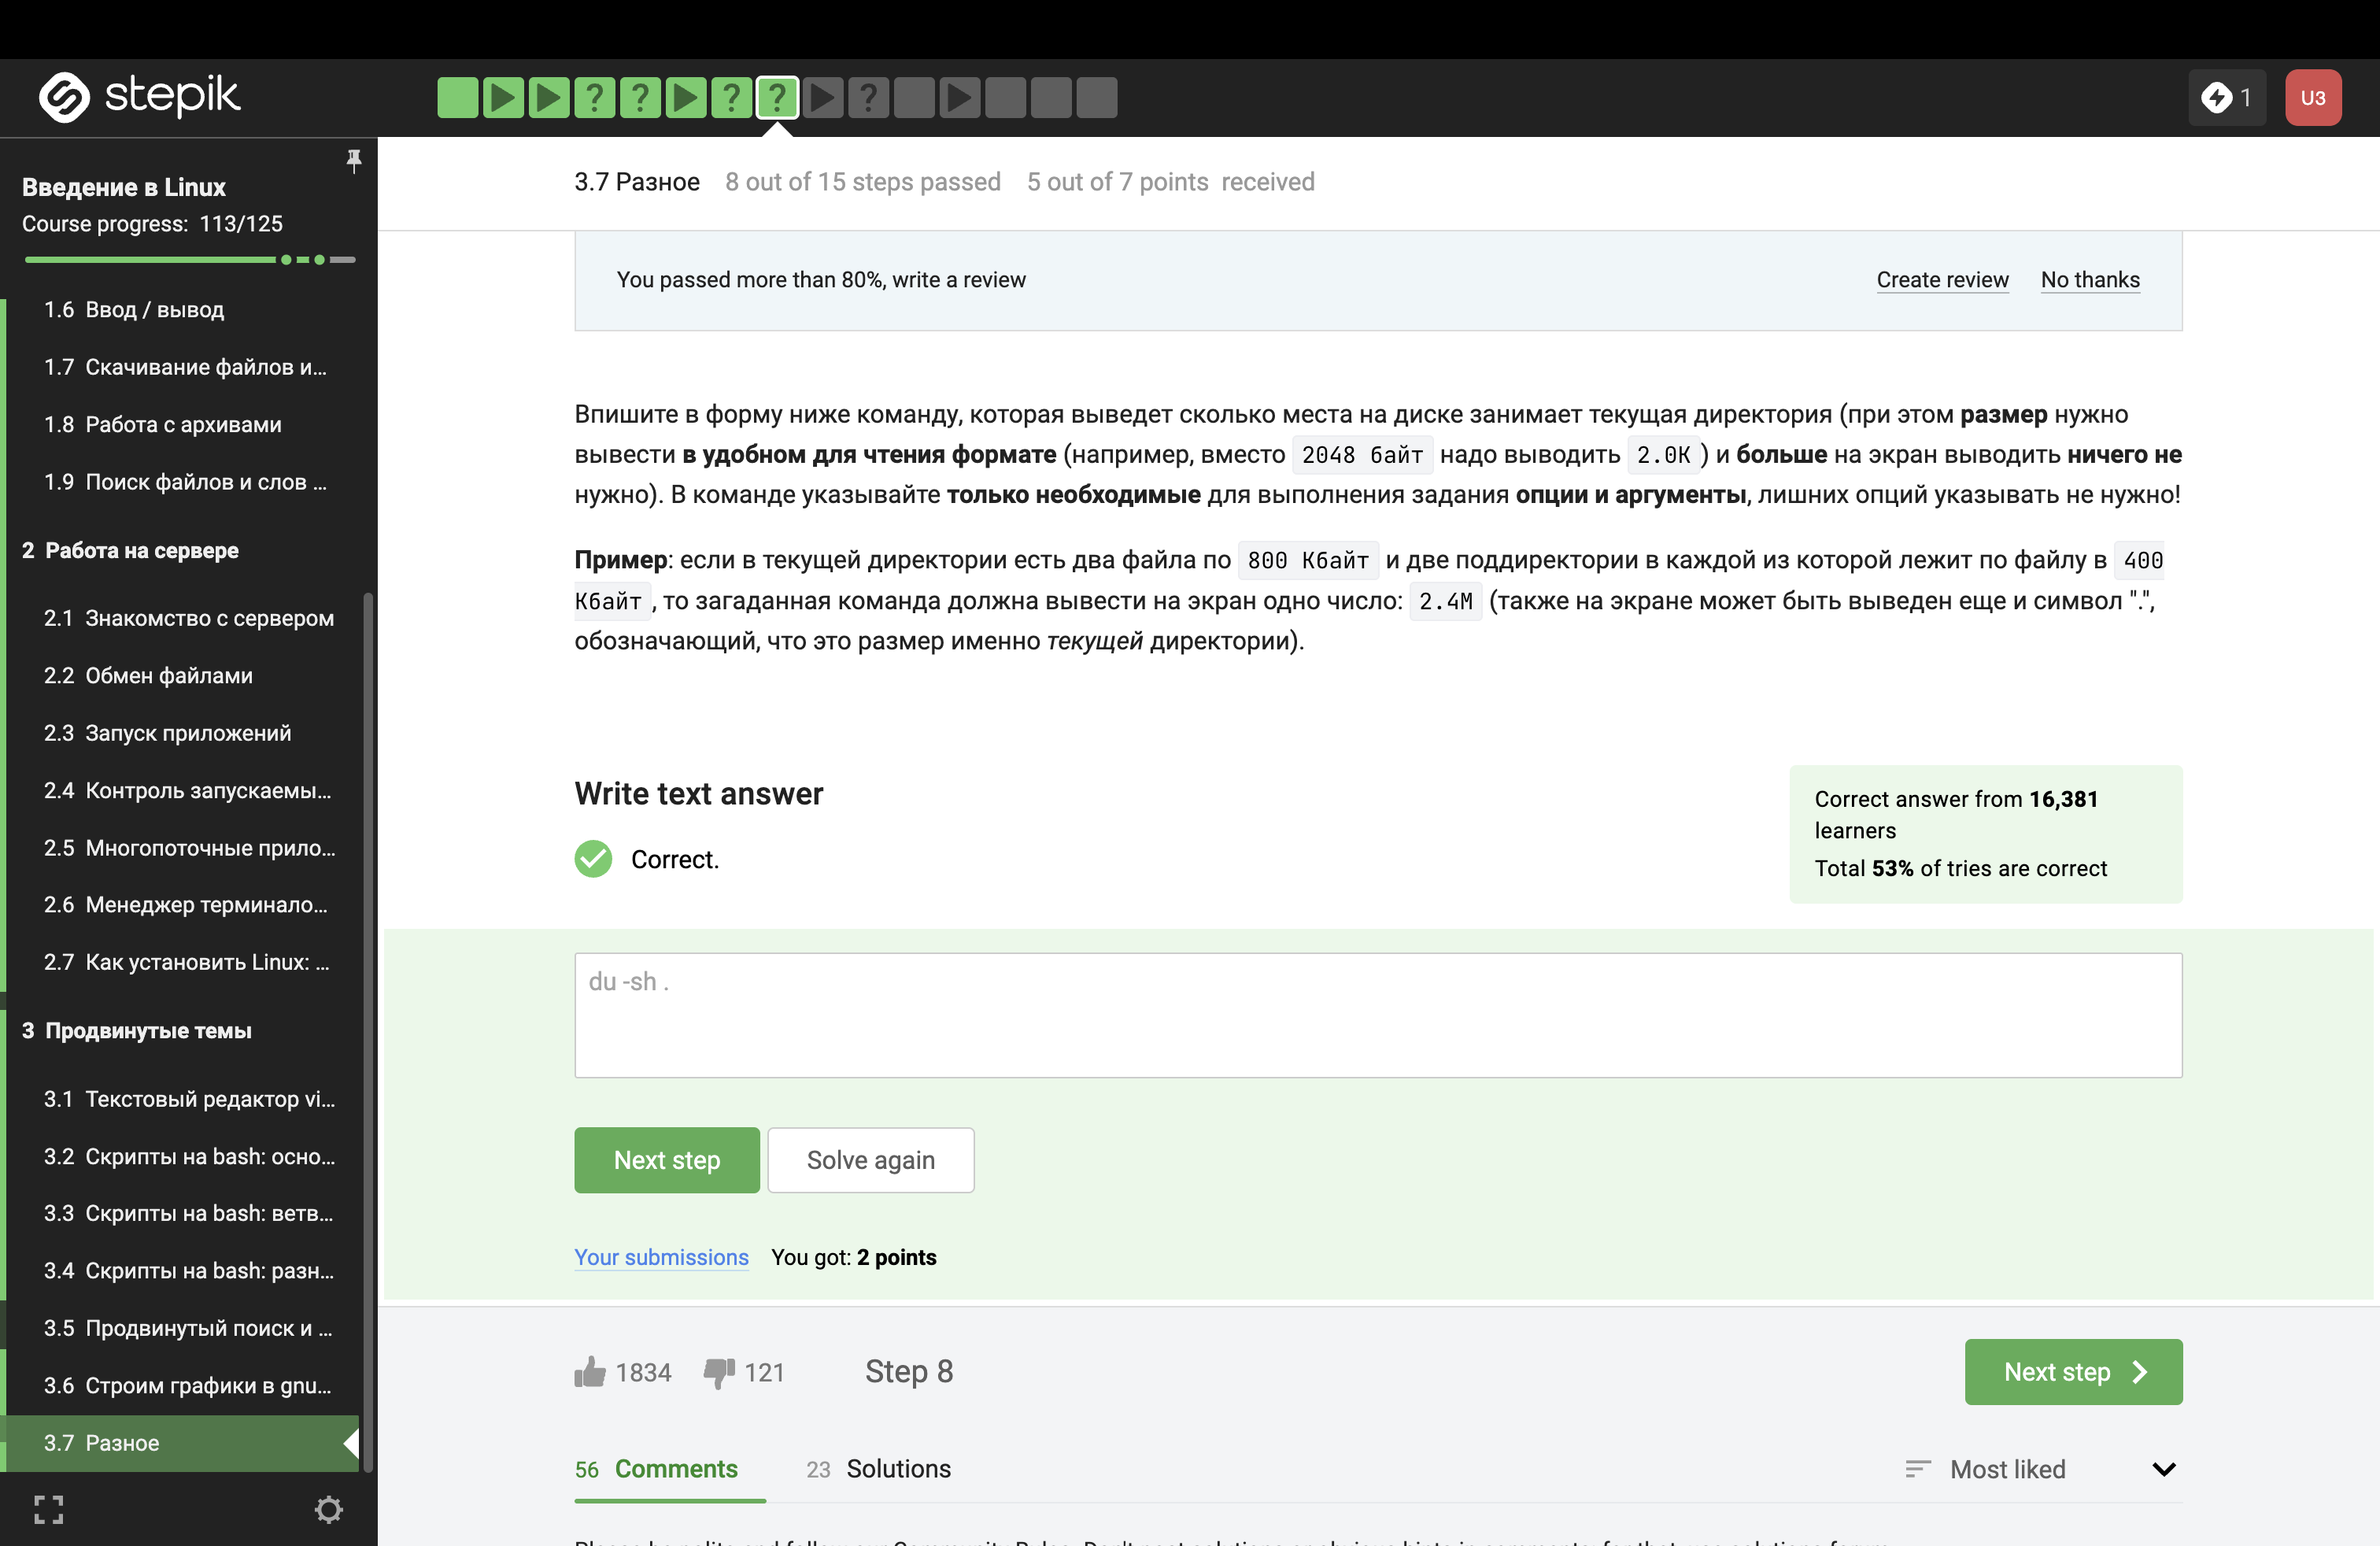 stepik
1
U3
Введение в Linux
Course progress: 113/125
1.6 Ввод / вывод
1.7 Скачивание файлов и...
1.8 Работа с архивами
1.9 Поиск файлов и слов ...
2 Работа на сервере
2.1 Знакомство с сервером
2.2 Обмен файлами
2.3 Запуск приложений
2.4 Контроль запускаемы...
2.5 Многопоточные прило...
2.6 Менеджер терминало...
2.7 Как установить Linux: ...
3 Продвинутые темы
3.1 Текстовый редактор vi...
3.2 Скрипты на bash: осно...
3.3 Скрипты на bash: ветв...
3.4 Скрипты на bash: разн...
3.5 Продвинутый поиск и ...
3.6 Строим графики в gnu...
3.7 Разное
3.7 Разное 8 out of 15 steps passed 5 out of 7 points received
You passed more than 80%, write a review Create review No thanks
Впишите в форму ниже команду, которая выведет сколько места на диске занимает текущая директория (при этом размер нужно
вывести в удобном для чтения формате (например, вместо 2048 байт надо выводить 2.0K) и больше на экран выводить ничего не
нужно). В команде указывайте только необходимые для выполнения задания опции и аргументы, лишних опций указывать не нужно!
Пример: если в текущей директории есть два файла по 800 Кбайт и две поддиректории в каждой из которой лежит по файлу в 400
Кбайт, то загаданная команда должна вывести на экран одно число: 2.4M (также на экране может быть выведен еще и символ ".",
обозначающий, что это размер именно текущей директории).
Write text answer
Correct.
Correct answer from 16,381
learners
Total 53% of tries are correct
du -sh .
Next step Solve again
Your submissions You got: 2 points
1834 121 Step 8 Next step
56 Comments 23 Solutions Most liked